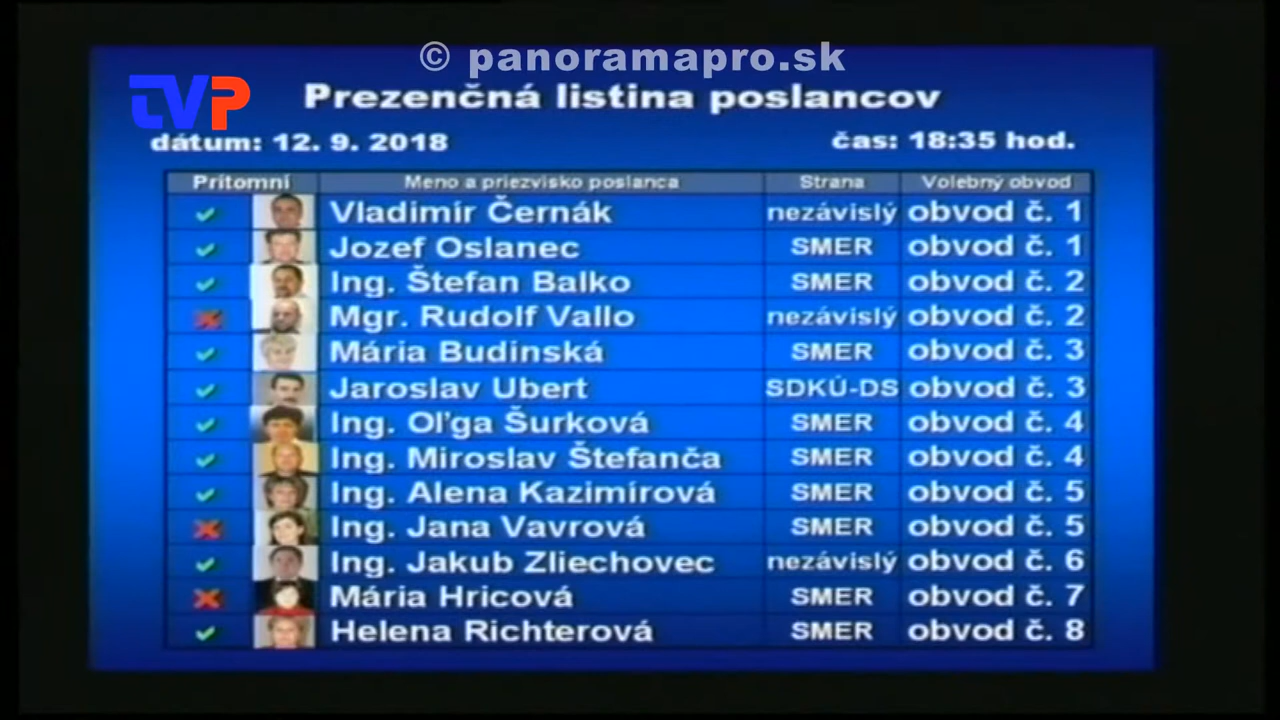 © panoramapro.sk
TVP
Prezenčná listina poslancov
dátum: 12. 9. 2018 čas: 18:35 hod.
Prítomní Meno a priezvisko poslanca Strana Volebný obvod
Vladimír Černák nezávislý obvod č. 1
Jozef Oslanec SMER obvod č. 1
Ing. Štefan Balko SMER obvod č. 2
Mgr. Rudolf Vallo nezávislý obvod č. 2
Mária Budinská SMER obvod č. 3
Jaroslav Ubert SDKÚ-DS obvod č. 3
Ing. Oľga Šurková SMER obvod č. 4
Ing. Miroslav Štefanča SMER obvod č. 4
Ing. Alena Kazimírová SMER obvod č. 5
Ing. Jana Vavrová SMER obvod č. 5
Ing. Jakub Zliechovec nezávislý obvod č. 6
Mária Hricová SMER obvod č. 7
Helena Richterová SMER obvod č. 8